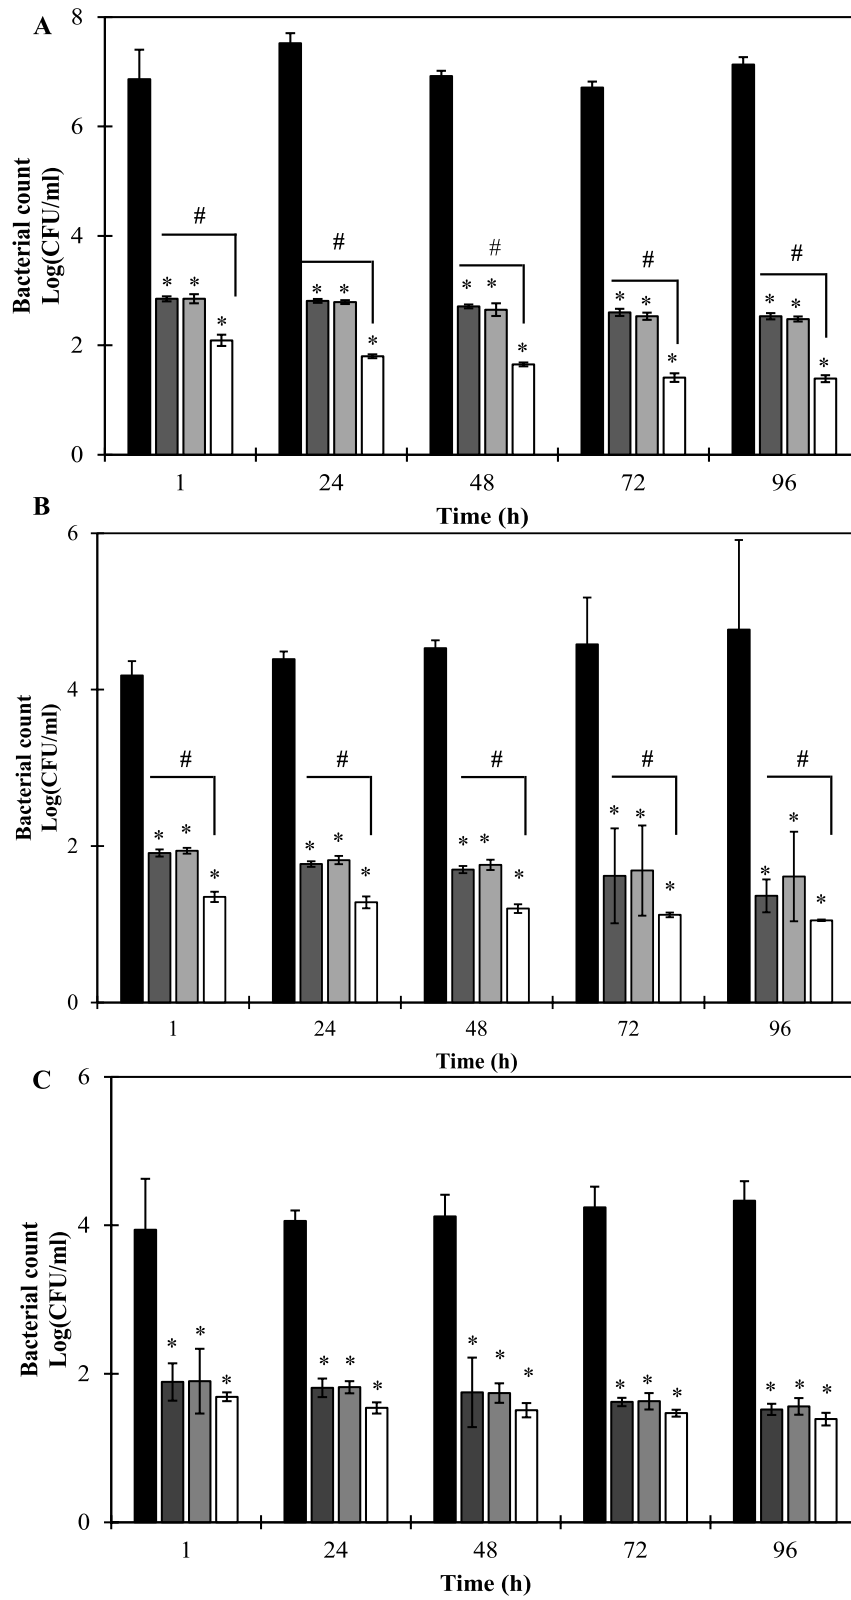 A
8
6
4
2
0
Bacterial count
Log(CFU/ml)
#
#
#
#
#
* * *
* * *
* * *
* * *
* * *
1 24 48 72 96
Time (h)
B
6
4
2
0
Bacterial count
Log(CFU/ml)
#
#
#
#
#
* * *
* * *
* * *
* * *
* * *
1 24 48 72 96
Time (h)
C
6
4
2
0
Bacterial count
Log(CFU/ml)
* * *
* * *
* * *
* * *
* * *
1 24 48 72 96
Time (h)